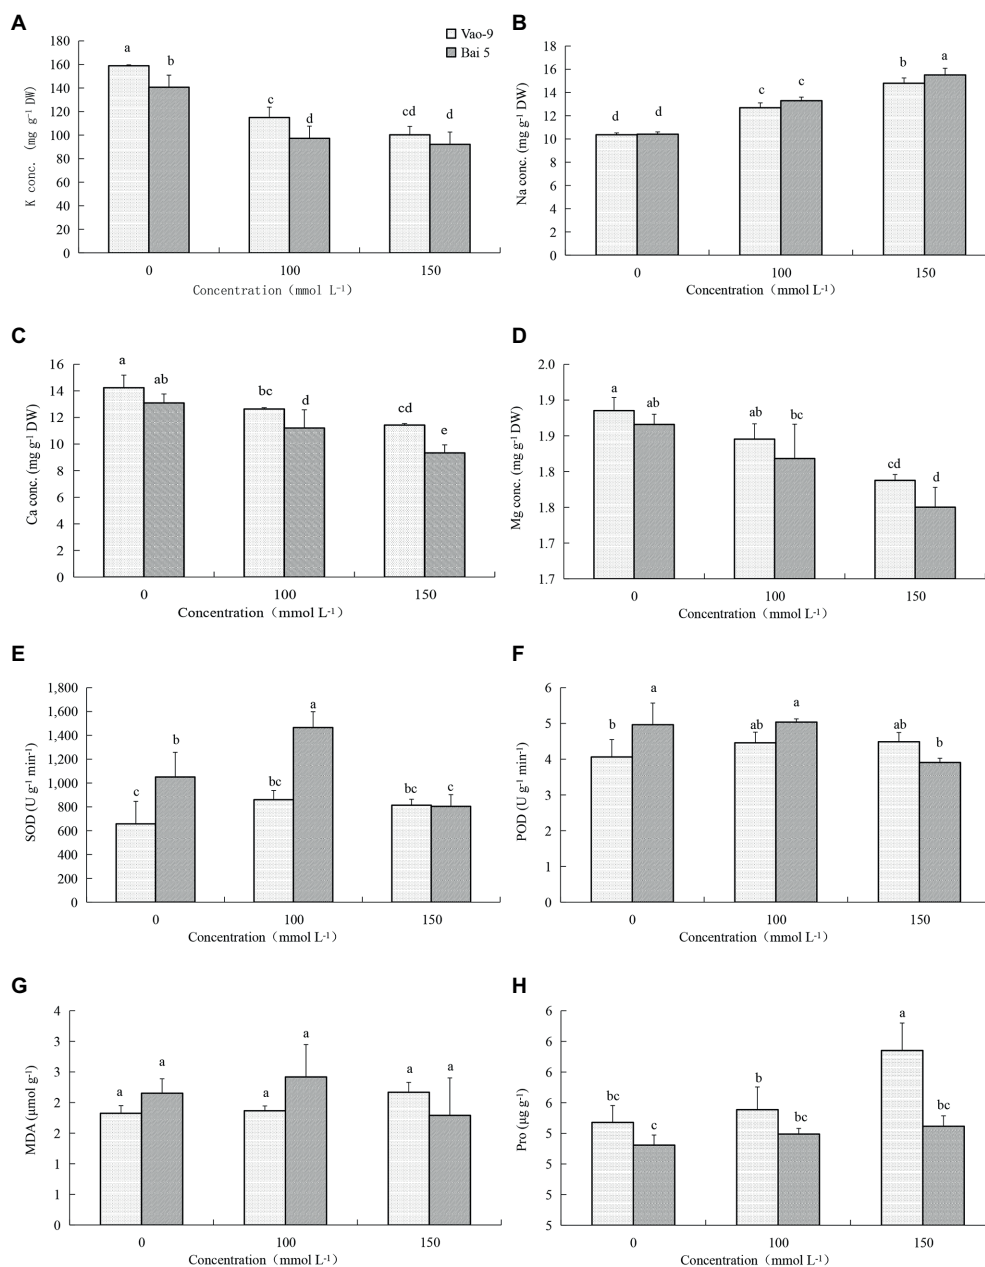 A
Vao-9
Bai 5
180
160
140
120
100
80
60
40
20
0
K conc. (mg g-1 DW)
a
b
c
d
cd
d
0
100
150
Concentration（mmol L-1）
B
18
16
14
12
10
8
6
4
2
0
Na conc. (mg g-1 DW)
d
d
c
c
b
a
0
100
150
Concentration（mmol L-1）
C
16
14
12
10
8
6
4
2
0
Ca conc. (mg g-1 DW)
a
ab
bc
d
cd
e
0
100
150
Concentration（mmol L-1）
D
2.0
1.9
1.9
1.8
1.8
1.7
1.7
Mg conc. (mg g-1 DW)
a
ab
ab
bc
cd
d
0
100
150
Concentration（mmol L-1）
E
1,800
1,600
1,400
1,200
1,000
800
600
400
200
0
SOD (U g-1 min-1)
c
b
bc
a
bc
c
0
100
150
Concentration（mmol L-1）
F
6
5
4
4
3
2
1
0
POD (U g-1 min-1)
b
a
ab
a
ab
b
0
100
150
Concentration（mmol L-1）
G
4
3
3
2
2
1
1
0
MDA (μmol g-1)
a
a
a
a
a
a
0
100
150
Concentration（mmol L-1）
H
6
6
6
6
5
5
5
5
Pro (μg g-1)
bc
c
b
bc
a
bc
0
100
150
Concentration（mmol L-1）